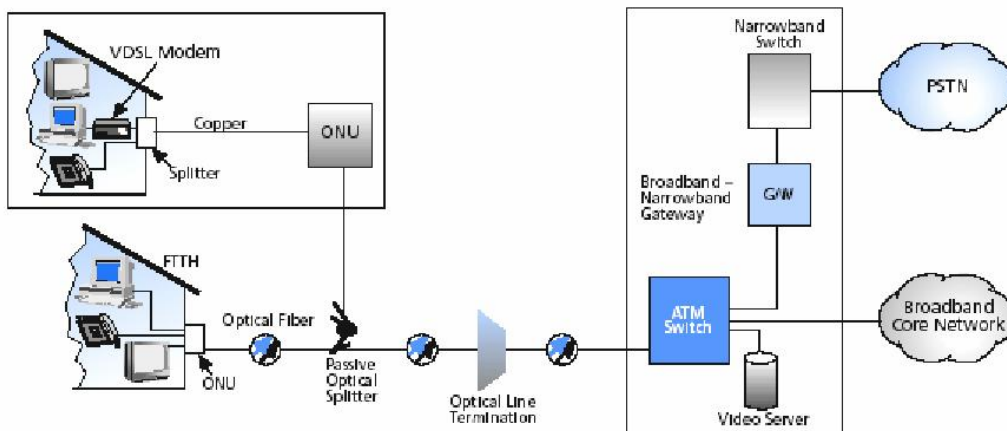 VDSL Modem
Copper
ONU
Splitter
Narrowband
Switch
PSTN
Broadband –
Narrowband
Gateway
G/W
FTTH
Optical Fiber
ONU
Passive
Optical
Splitter
Optical Line
Termination
ATM
Switch
Video Server
Broadband
Core Network